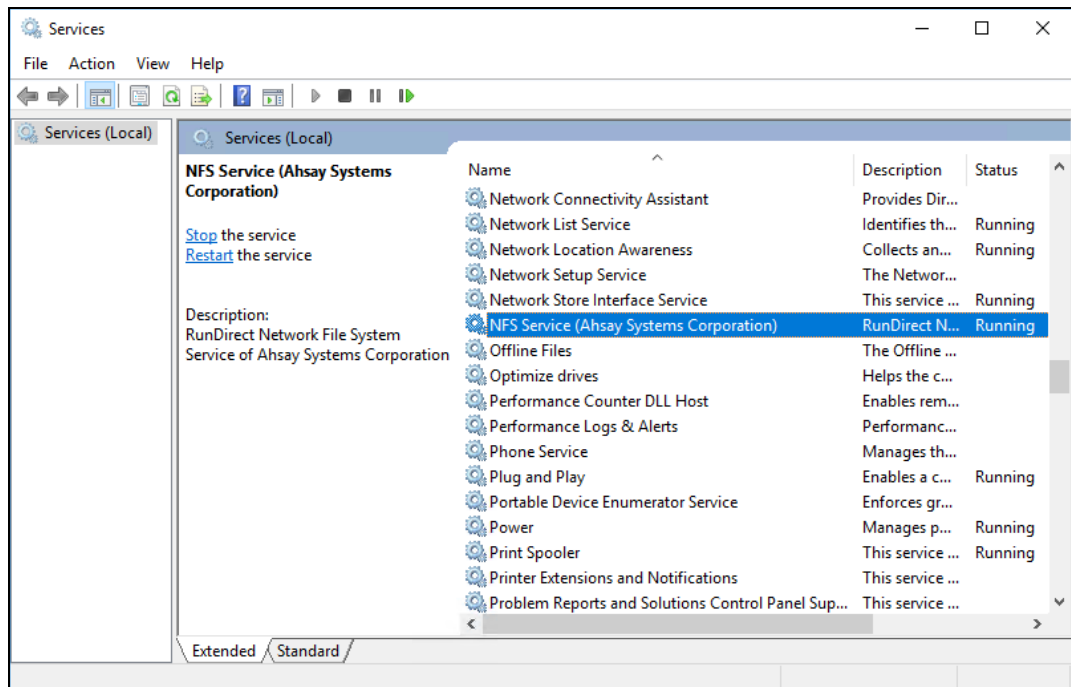 Services
File Action View Help
Services (Local)
Services (Local)
NFS Service (Ahsay Systems
Corporation)
Stop the service
Restart the service
Description:
RunDirect Network File System
Service of Ahsay Systems Corporation
Name Description Status
Network Connectivity Assistant Provides Dir...
Network List Service Identifies th... Running
Network Location Awareness Collects an... Running
Network Setup Service The Networ...
Network Store Interface Service This service ... Running
NFS Service (Ahsay Systems Corporation) RunDirect N... Running
Offline Files The Offline ...
Optimize drives Helps the c...
Performance Counter DLL Host Enables rem...
Performance Logs & Alerts Performanc...
Phone Service Manages th...
Plug and Play Enables a c... Running
Portable Device Enumerator Service Enforces gr...
Power Manages p... Running
Print Spooler This service ... Running
Printer Extensions and Notifications This service ...
Problem Reports and Solutions Control Panel Sup... This service ...
Extended Standard